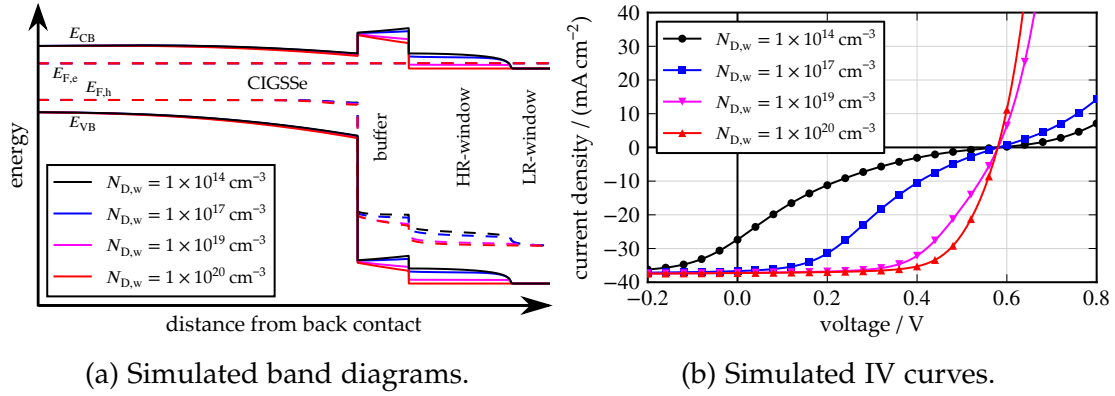 E_CB
E_F,e
CIGSSe
E_F,h
E_VB
buffer
HR-window
LR-window
energy
N_D,w = 1 × 10^14 cm^−3
N_D,w = 1 × 10^17 cm^−3
N_D,w = 1 × 10^19 cm^−3
N_D,w = 1 × 10^20 cm^−3
distance from back contact
(a) Simulated band diagrams.
current density / (mA cm^−2)
40
30
20
10
0
−10
−20
−30
−40
N_D,w = 1 × 10^14 cm^−3
N_D,w = 1 × 10^17 cm^−3
N_D,w = 1 × 10^19 cm^−3
N_D,w = 1 × 10^20 cm^−3
−0.2 0.0 0.2 0.4 0.6 0.8
voltage / V
(b) Simulated IV curves.